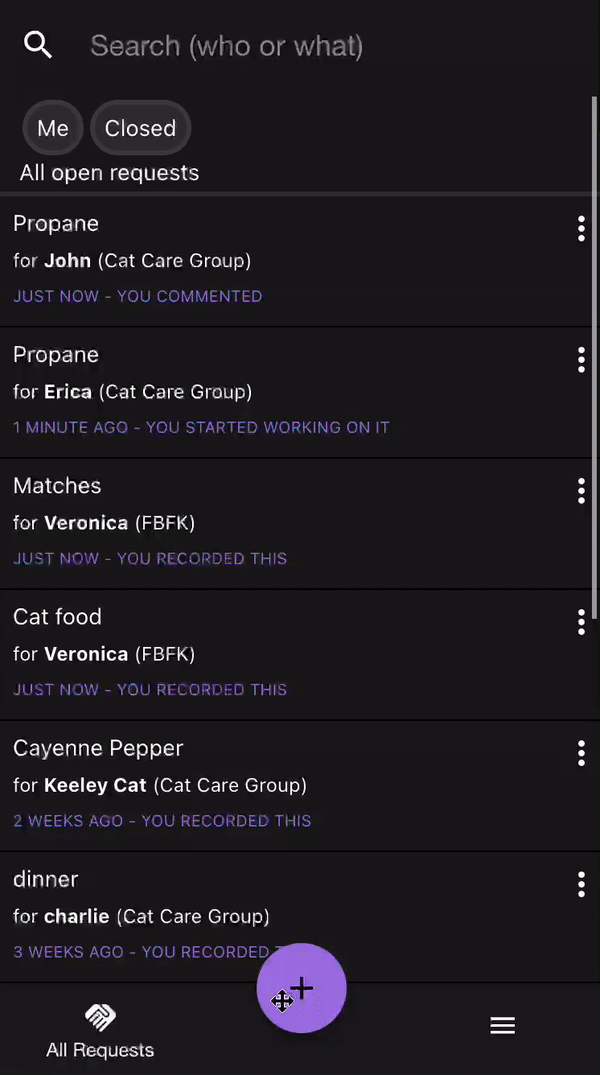 Search (who or what)
Me
Closed
All open requests
Propane
for John (Cat Care Group)
JUST NOW - YOU COMMENTED
Propane
for Erica (Cat Care Group)
1 MINUTE AGO - YOU STARTED WORKING ON IT
Matches
for Veronica (FBFK)
JUST NOW - YOU RECORDED THIS
Cat food
for Veronica (FBFK)
JUST NOW - YOU RECORDED THIS
Cayenne Pepper
for Keeley Cat (Cat Care Group)
2 WEEKS AGO - YOU RECORDED THIS
dinner
for charlie (Cat Care Group)
3 WEEKS AGO - YOU RECORDED
All Requests